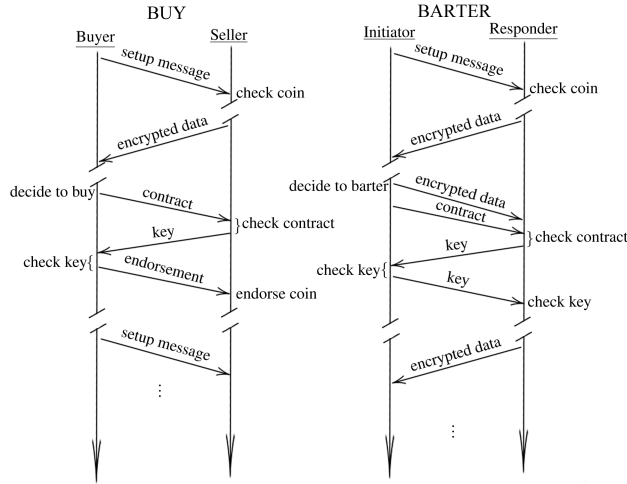 BUY
Buyer
Seller
setup message
check coin
encrypted data
decide to buy
contract
}check contract
key
check key{
endorsement
endorse coin
setup message
⋮
BARTER
Initiator
Responder
setup message
check coin
encrypted data
decide to barter
encrypted data
contract
}check contract
key
check key{
key
check key
encrypted data
⋮